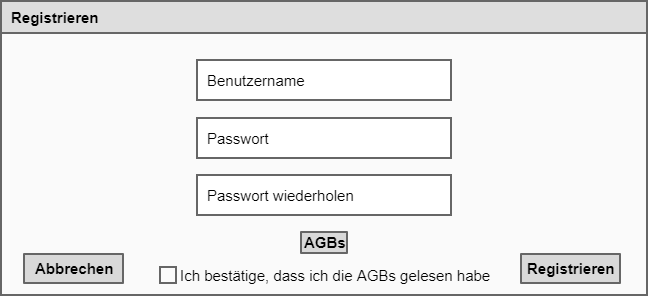 Registrieren
Benutzername
Passwort
Passwort wiederholen
AGBs
Abbrechen
Ich bestätige, dass ich die AGBs gelesen habe
Registrieren